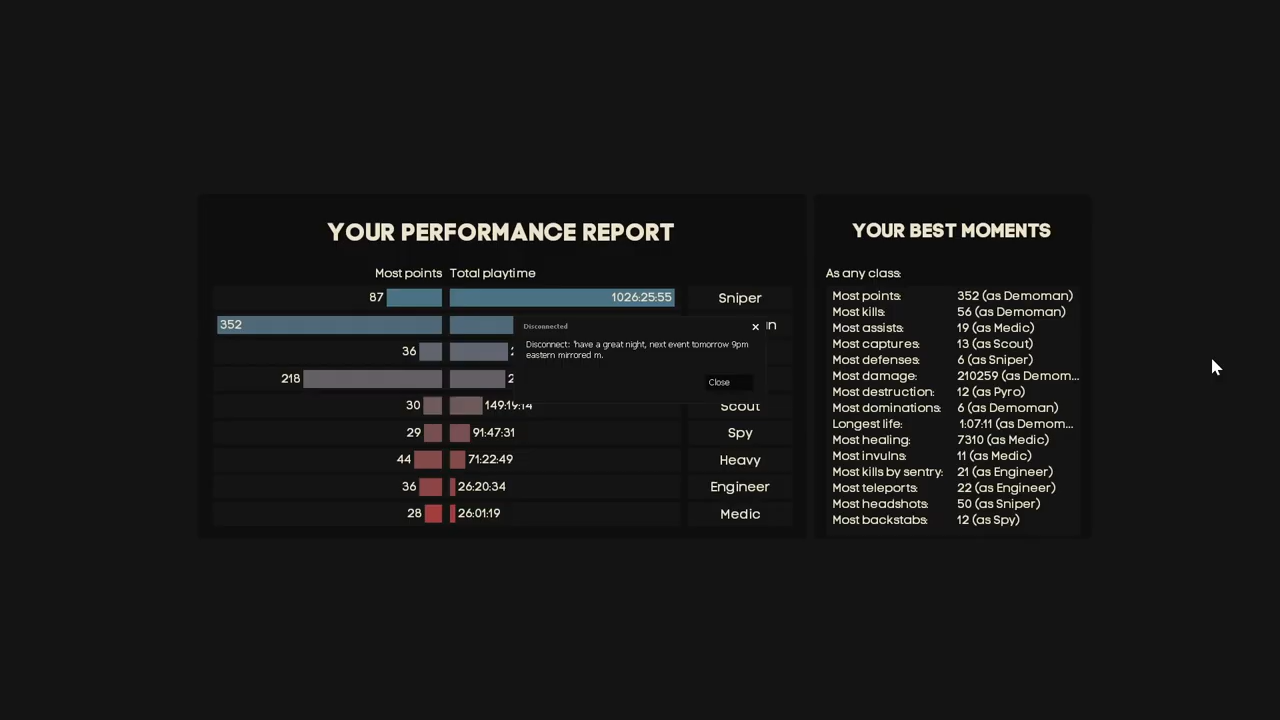 YOUR PERFORMANCE REPORT
Most points Total playtime
87 1026:25:55 Sniper
352
36
218
30 149:19:14 Scout
29 91:47:31 Spy
44 71:22:49 Heavy
36 26:20:34 Engineer
28 26:01:19 Medic
Disconnected
Disconnect: 'have a great night, next event tomorrow 9pm
eastern mirrored m.
Close
YOUR BEST MOMENTS
As any class:
Most points: 352 (as Demoman)
Most kills: 56 (as Demoman)
Most assists: 19 (as Medic)
Most captures: 13 (as Scout)
Most defenses: 6 (as Sniper)
Most damage: 210259 (as Demom...
Most destruction: 12 (as Pyro)
Most dominations: 6 (as Demoman)
Longest life: 1:07:11 (as Demom...
Most healing: 7310 (as Medic)
Most invulns: 11 (as Medic)
Most kills by sentry: 21 (as Engineer)
Most teleports: 22 (as Engineer)
Most headshots: 50 (as Sniper)
Most backstabs: 12 (as Spy)